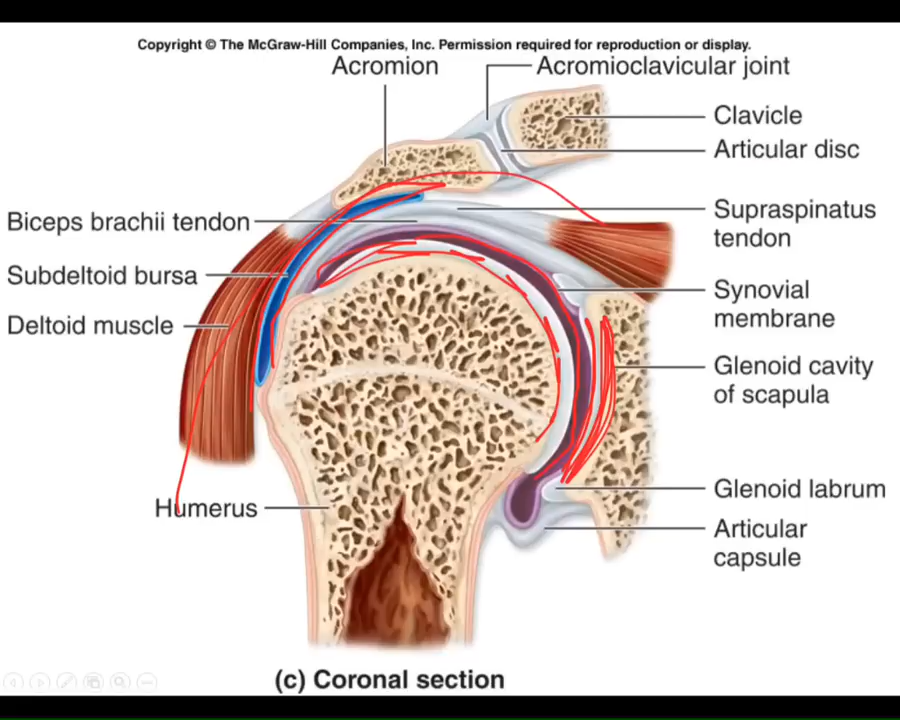 Copyright © The McGraw-Hill Companies, Inc. Permission required for reproduction or display.
Acromion
Acromioclavicular joint
Clavicle
Articular disc
Biceps brachii tendon
Supraspinatus
tendon
Subdeltoid bursa
Synovial
membrane
Deltoid muscle
Glenoid cavity
of scapula
Glenoid labrum
Humerus
Articular
capsule
(c) Coronal section